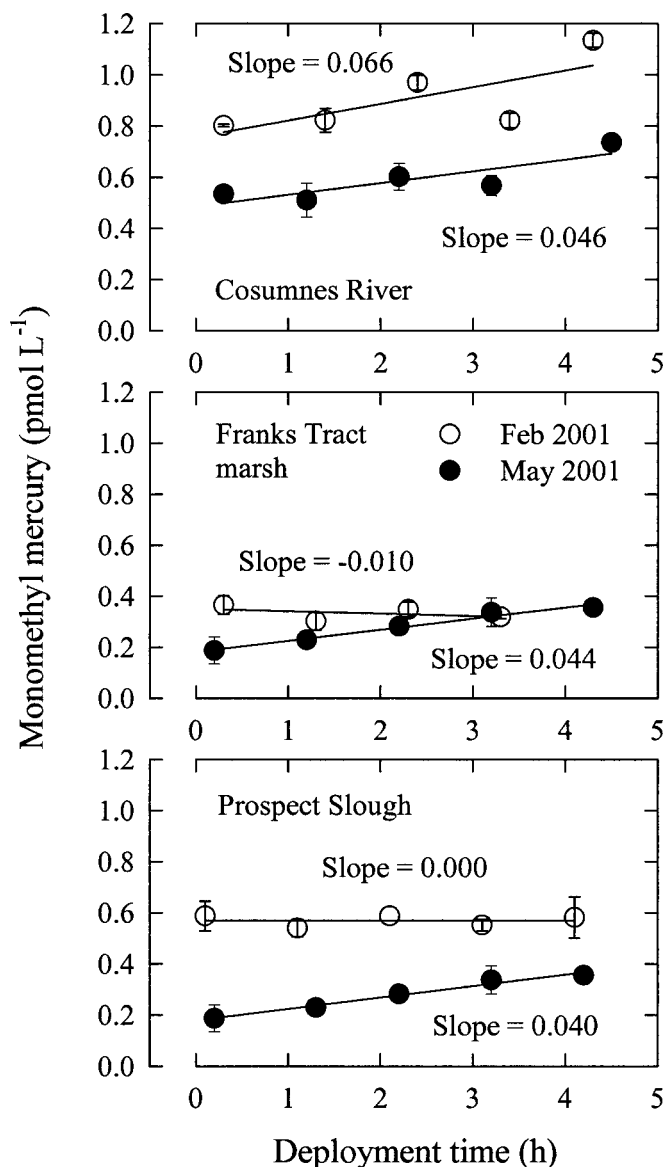 Monomethyl mercury (pmol L⁻¹)
1.2
1.0
0.8
0.6
0.4
0.2
0.0
Slope = 0.066
Slope = 0.046
Cosumnes River
0 1 2 3 4 5
1.2
1.0
0.8
0.6
0.4
0.2
0.0
Franks Tract
marsh
Feb 2001
May 2001
Slope = -0.010
Slope = 0.044
0 1 2 3 4 5
1.2
1.0
0.8
0.6
0.4
0.2
0.0
Prospect Slough
Slope = 0.000
Slope = 0.040
0 1 2 3 4 5
Deployment time (h)